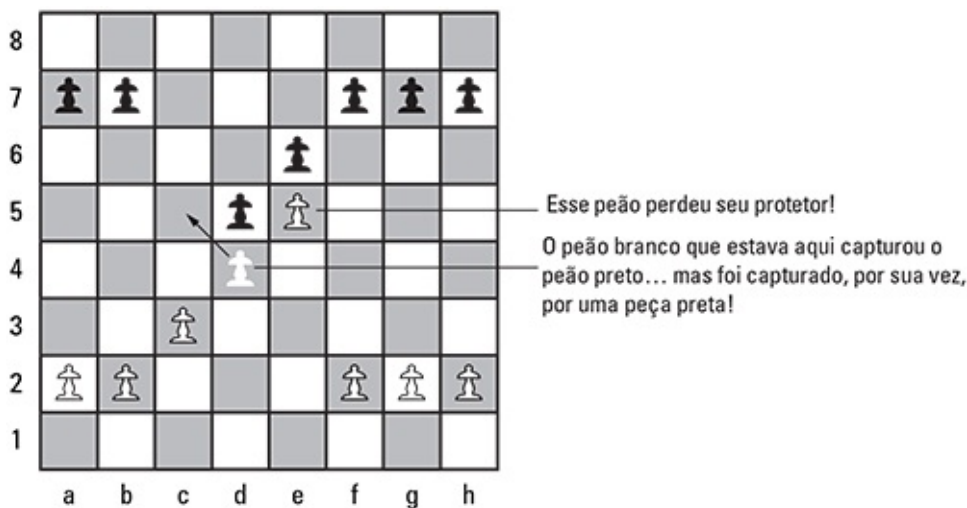 8
7
6
5
4
3
2
1
Esse peão perdeu seu protetor!
O peão branco que estava aqui capturou o
peão preto... mas foi capturado, por sua vez,
por uma peça preta!
a b c d e f g h